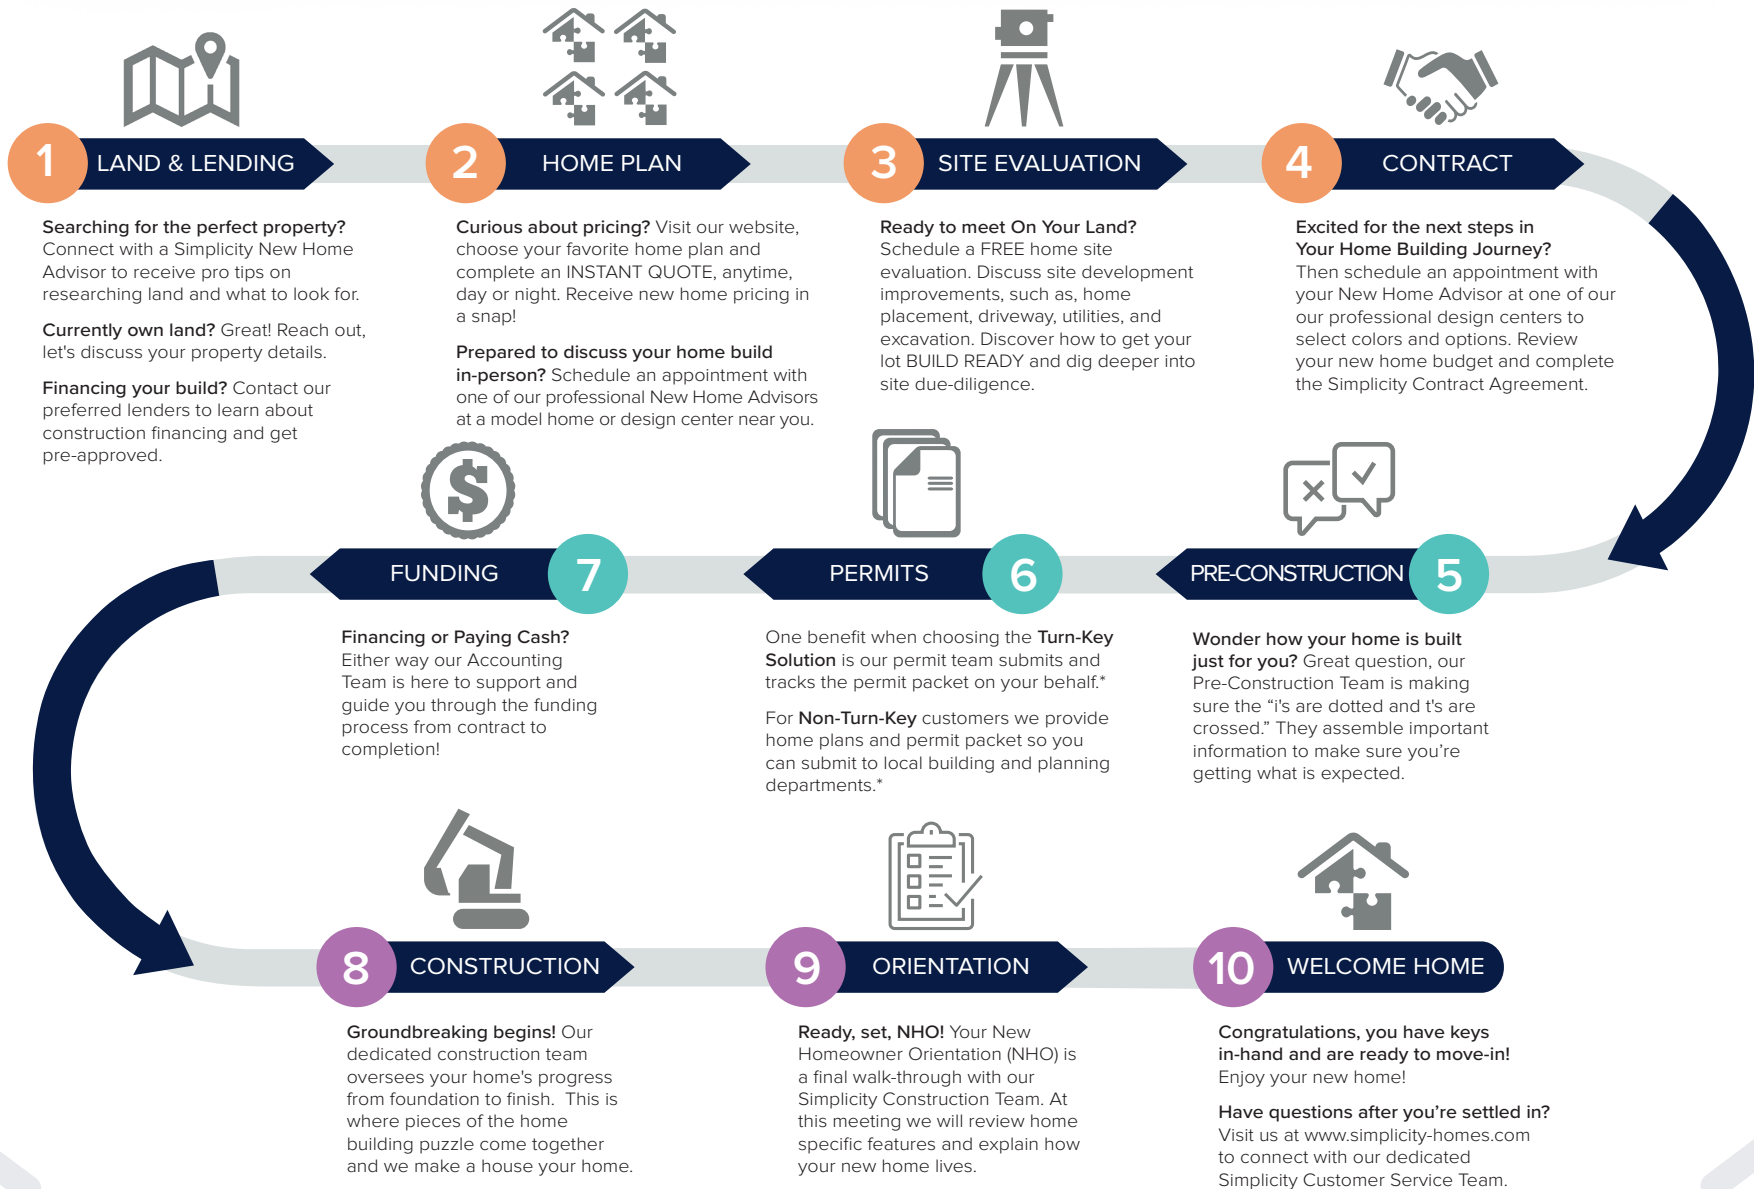 1
LAND & LENDING
Searching for the perfect property?
Connect with a Simplicity New Home
Advisor to receive pro tips on
researching land and what to look for.
Currently own land? Great! Reach out,
let's discuss your property details.
Financing your build? Contact our
preferred lenders to learn about
construction financing and get
pre-approved.
2
HOME PLAN
Curious about pricing? Visit our website,
choose your favorite home plan and
complete an INSTANT QUOTE, anytime,
day or night. Receive new home pricing in
a snap!
Prepared to discuss your home build
in-person? Schedule an appointment with
one of our professional New Home Advisors
at a model home or design center near you.
3
SITE EVALUATION
Ready to meet On Your Land?
Schedule a FREE home site
evaluation. Discuss site development
improvements, such as, home
placement, driveway, utilities, and
excavation. Discover how to get your
lot BUILD READY and dig deeper into
site due-diligence.
4
CONTRACT
Excited for the next steps in
Your Home Building Journey?
Then schedule an appointment with
your New Home Advisor at one of our
our professional design centers to
select colors and options. Review
your new home budget and complete
the Simplicity Contract Agreement.
PRE-CONSTRUCTION
5
Wonder how your home is built
just for you? Great question, our
Pre-Construction Team is making
sure the “i's are dotted and t's are
crossed.” They assemble important
information to make sure you’re
getting what is expected.
PERMITS
6
One benefit when choosing the Turn-Key
Solution is our permit team submits and
tracks the permit packet on your behalf.*
For Non-Turn-Key customers we provide
home plans and permit packet so you
can submit to local building and planning
departments.*
$
FUNDING
7
Financing or Paying Cash?
Either way our Accounting
Team is here to support and
guide you through the funding
process from contract to
completion!
8
CONSTRUCTION
Groundbreaking begins! Our
dedicated construction team
oversees your home's progress
from foundation to finish. This is
where pieces of the home
building puzzle come together
and we make a house your home.
9
ORIENTATION
Ready, set, NHO! Your New
Homeowner Orientation (NHO) is
a final walk-through with our
Simplicity Construction Team. At
this meeting we will review home
specific features and explain how
your new home lives.
10
WELCOME HOME
Congratulations, you have keys
in-hand and are ready to move-in!
Enjoy your new home!
Have questions after you’re settled in?
Visit us at www.simplicity-homes.com
to connect with our dedicated
Simplicity Customer Service Team.